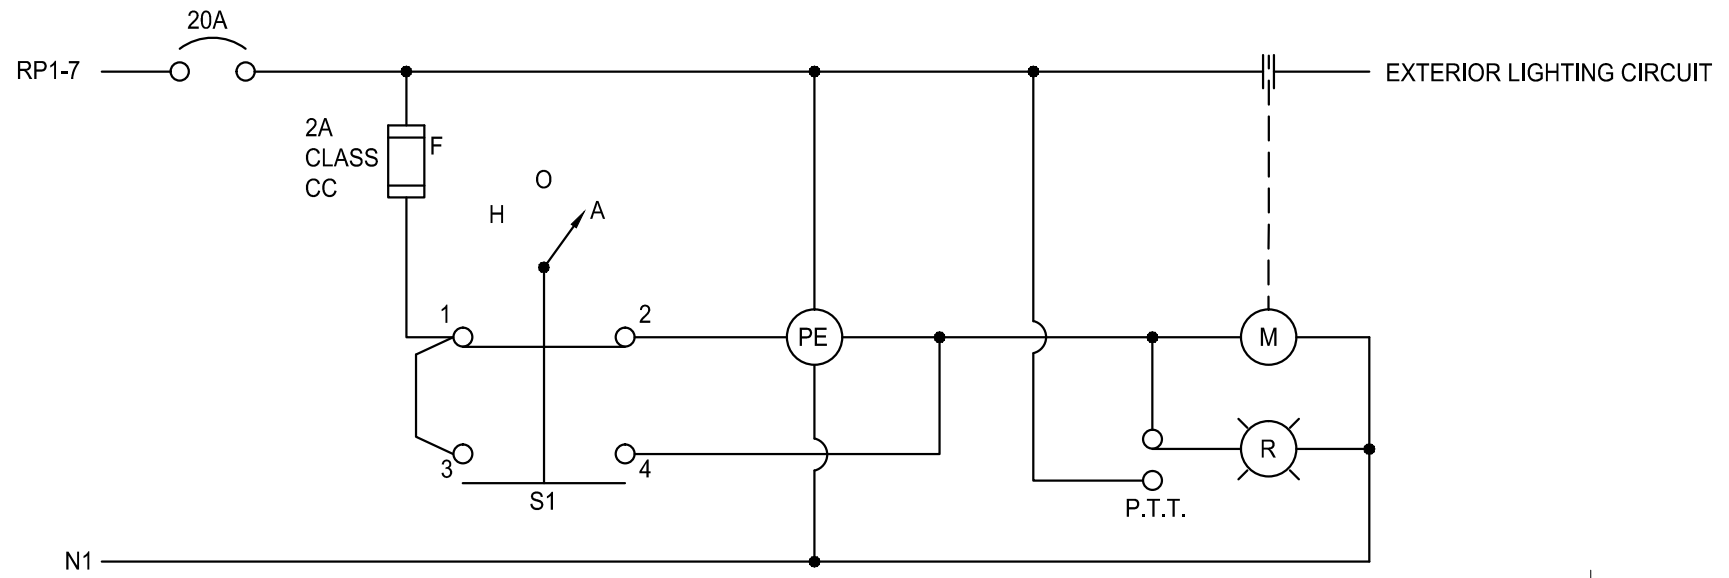 20A
RP1-7
EXTERIOR LIGHTING CIRCUIT
2A
CLASS
CC
F
O
H
A
1
2
PE
M
3
4
S1
R
P.T.T.
N1